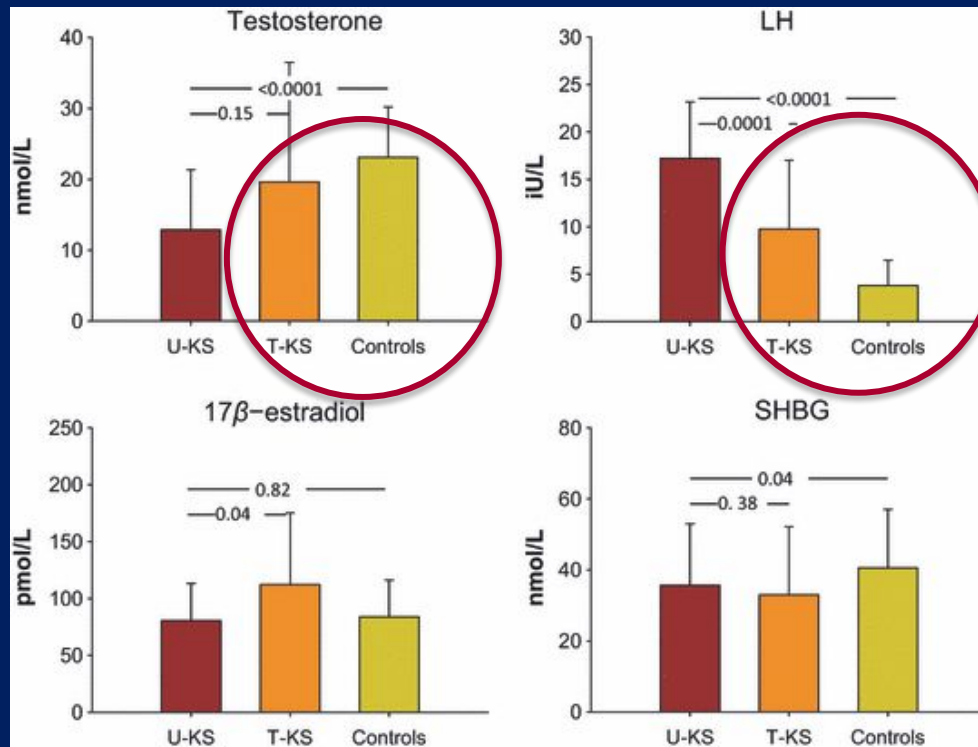 Testosterone
nmol/L
40
30
20
10
0
<0.0001
0.15
U-KS T-KS Controls
LH
iU/L
30
25
20
15
10
5
0
<0.0001
0.0001
U-KS T-KS Controls
17β−estradiol
pmol/L
250
200
150
100
50
0
0.82
0.04
U-KS T-KS Controls
SHBG
nmol/L
80
60
40
20
0
0.04
0. 38
U-KS T-KS Controls